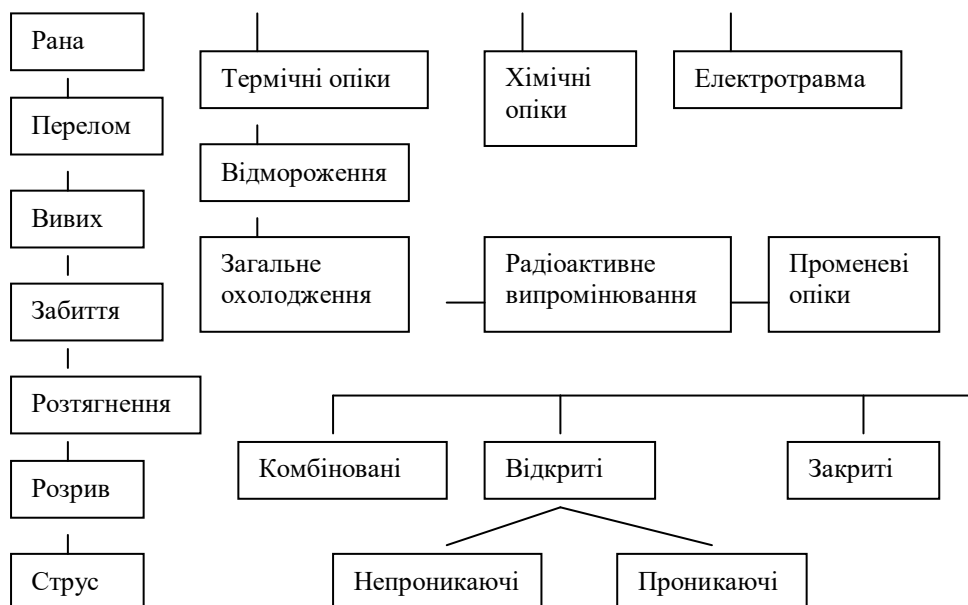 Рана
Термічні опіки
Хімічні
опіки
Електротравма
Перелом
Відмороження
Вивих
Загальне
охолодження
Радіоактивне
випромінювання
Променеві
опіки
Забиття
Розтягнення
Комбіновані
Відкриті
Закриті
Розрив
Струс
Непроникаючі
Проникаючі